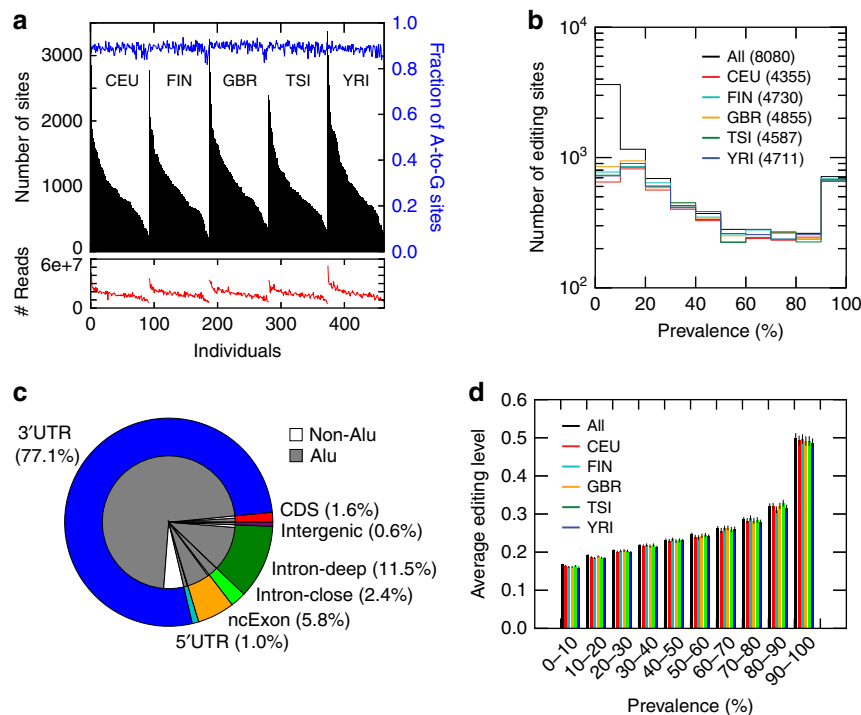 a
Number of sites
3000
2000
1000
0
CEU
FIN
GBR
TSI
YRI
1.0
0.8
0.6
0.4
0.2
0.0
Fraction of A-to-G sites
# Reads
6e+7
0
0
100
200
300
400
Individuals
b
Number of editing sites
10^4
10^3
10^2
All (8080)
CEU (4355)
FIN (4730)
GBR (4855)
TSI (4587)
YRI (4711)
0
20
40
60
80
100
Prevalence (%)
c
3′UTR
(77.1%)
Non-Alu
Alu
CDS (1.6%)
Intergenic (0.6%)
Intron-deep (11.5%)
Intron-close (2.4%)
ncExon (5.8%)
5′UTR
(1.0%)
d
Average editing level
0.6
0.5
0.4
0.3
0.2
0.1
0.0
All
CEU
FIN
GBR
TSI
YRI
0–10
10–20
20–30
30–40
40–50
50–60
60–70
70–80
80–90
90–100
Prevalence (%)